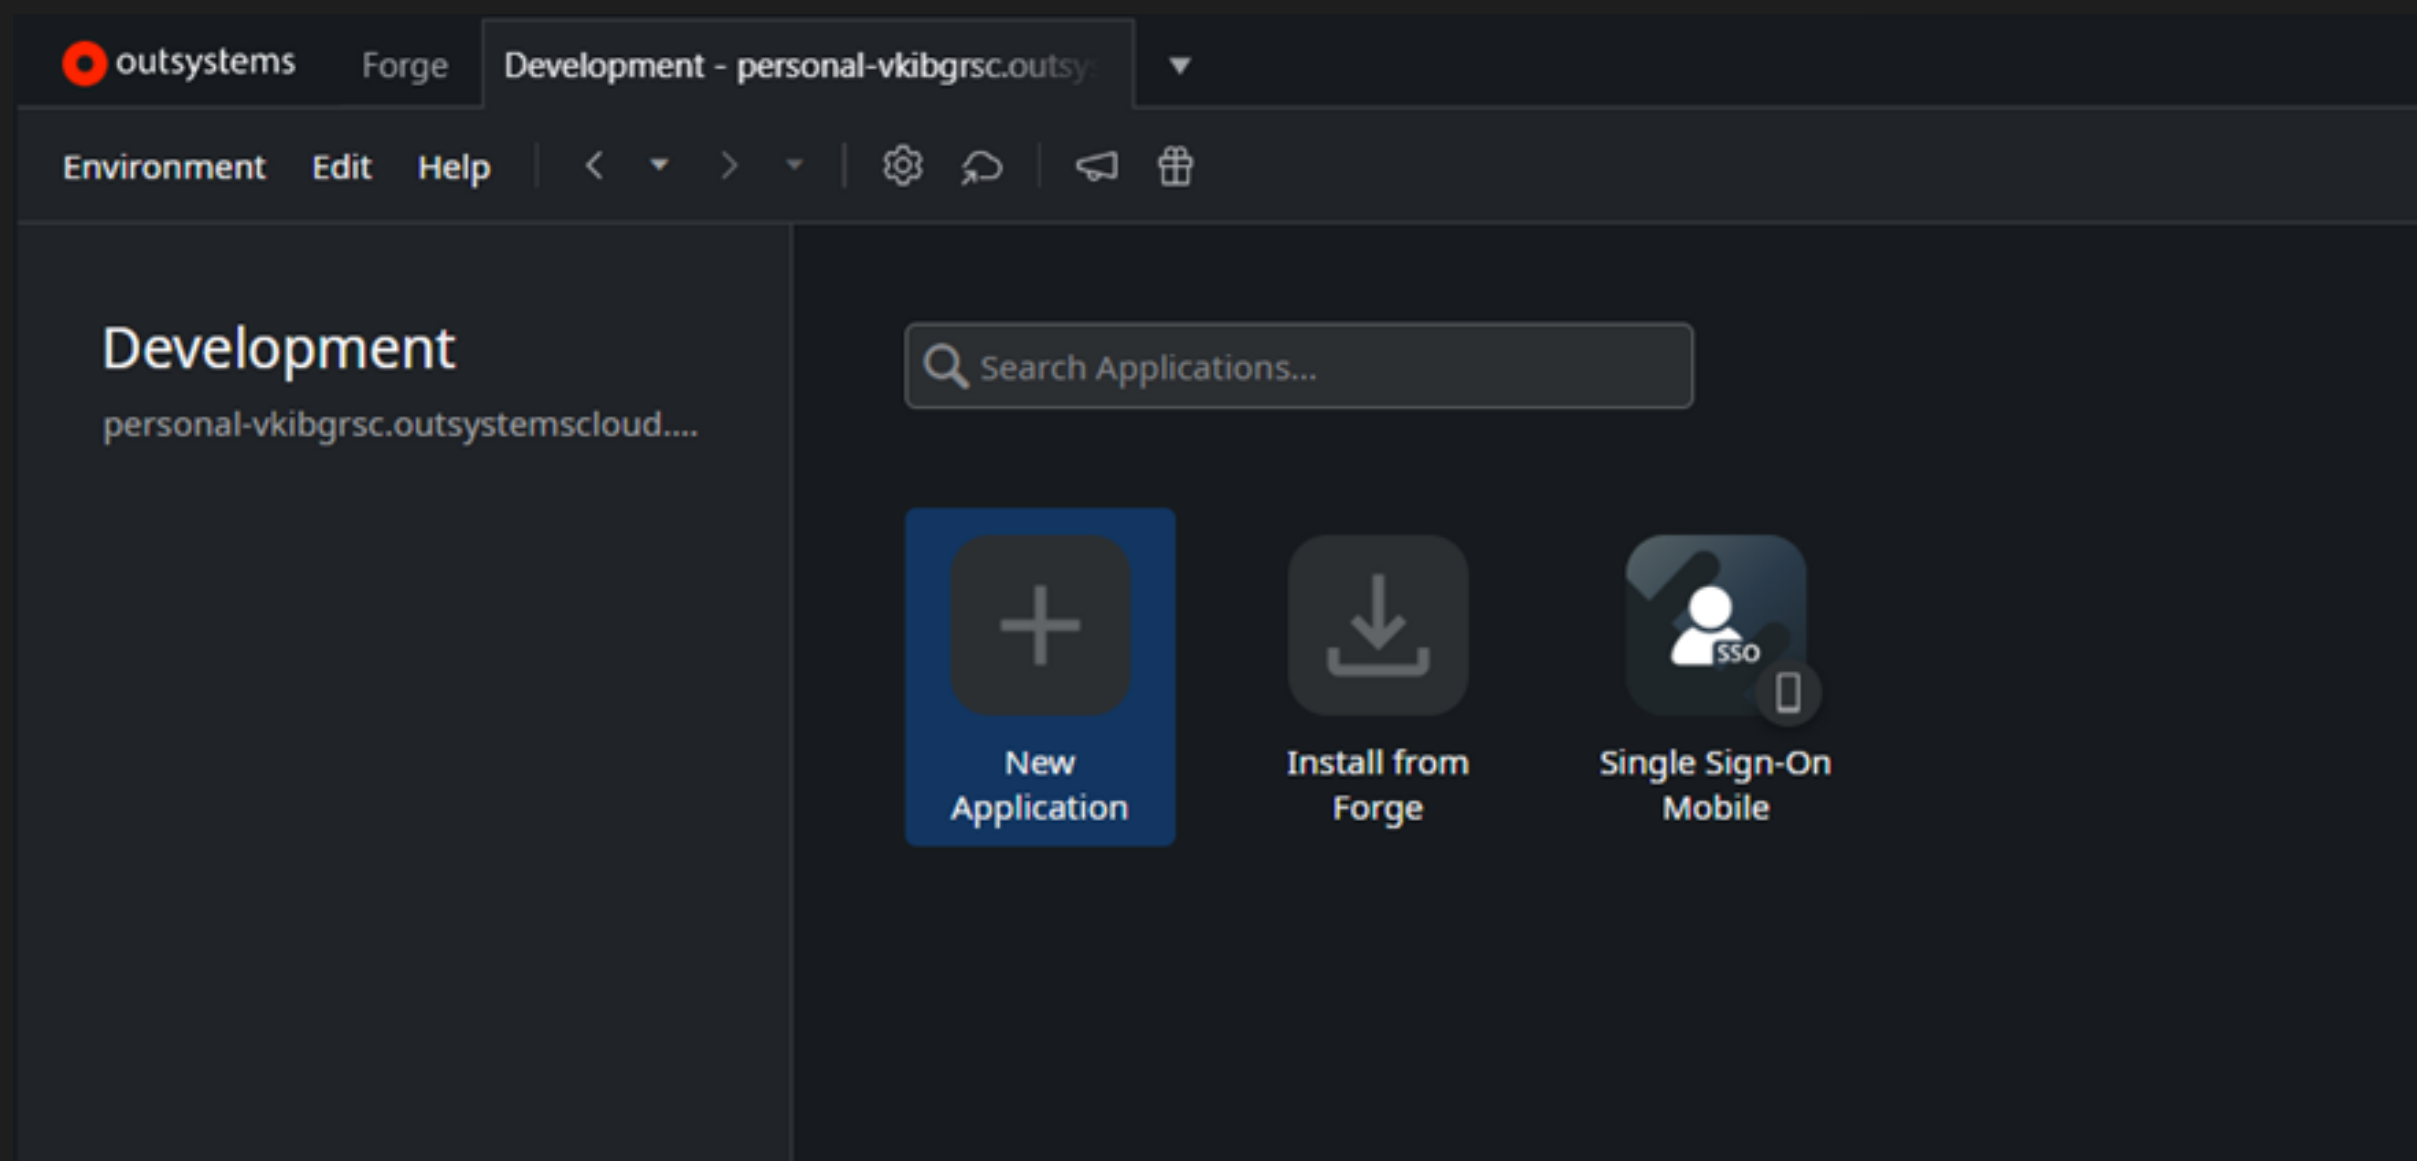 outsystems
Forge
Development - personal-vkibgrsc.outsys
Environment Edit Help
Development
personal-vkibgrsc.outsystemscloud....
Search Applications...
SSO
New
Application
Install from
Forge
Single Sign-On
Mobile